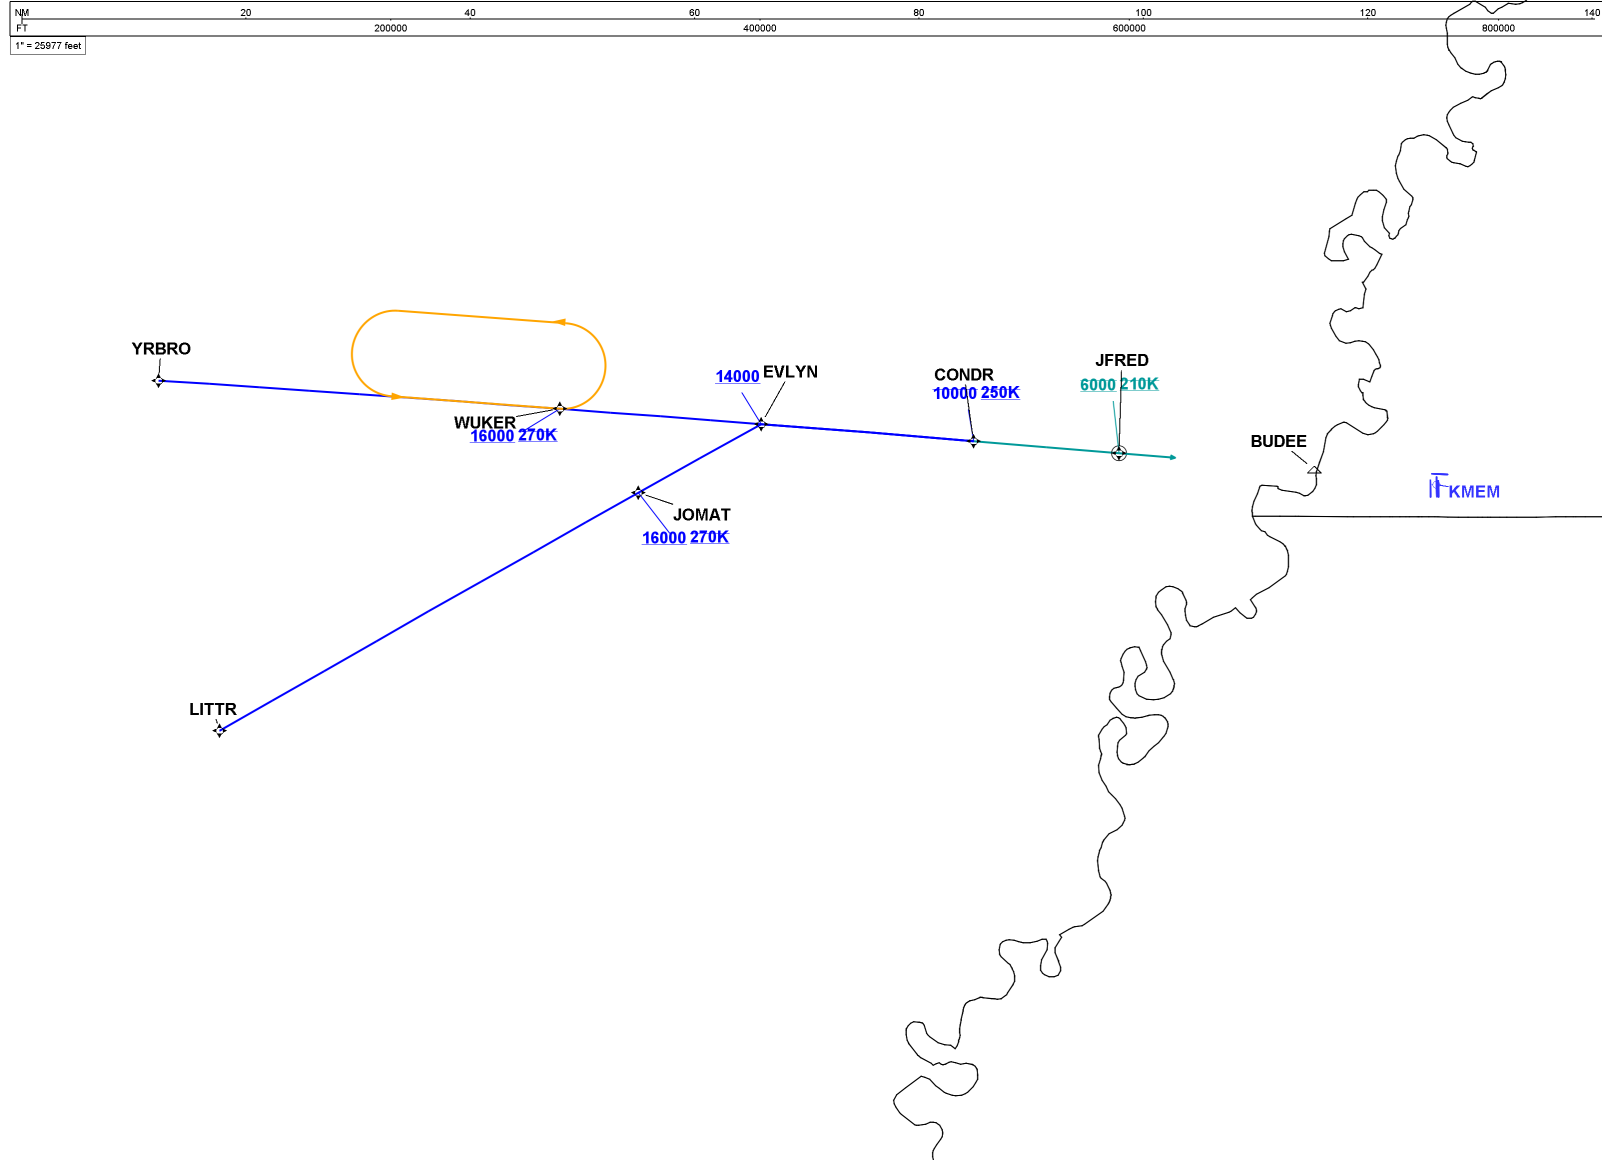 NM 20 40 60 80 100 120 140
FT 200000 400000 600000 800000
1" = 25977 feet
YRBRO
WUKER
16000 270K
14000 EVLYN
CONDR
10000 250K
JFRED
6000 210K
BUDEE
KMEM
JOMAT
16000 270K
LITTR